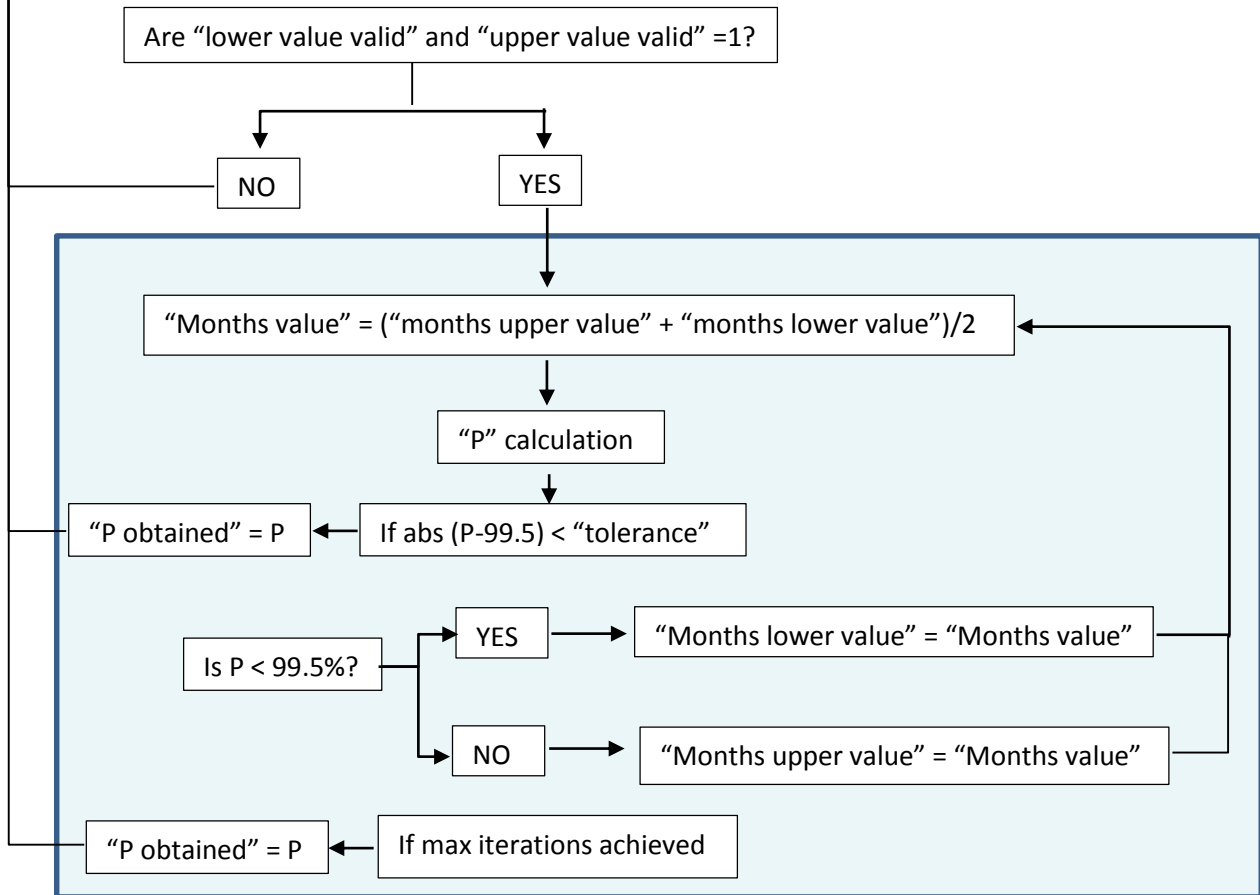 Are “lower value valid” and “upper value valid” =1?
NO
YES
“Months value” = (“months upper value” + “months lower value”)/2
“P” calculation
“P obtained” = P
If abs (P-99.5) < “tolerance”
YES
“Months lower value” = “Months value”
Is P < 99.5%?
NO
“Months upper value” = “Months value”
“P obtained” = P
If max iterations achieved